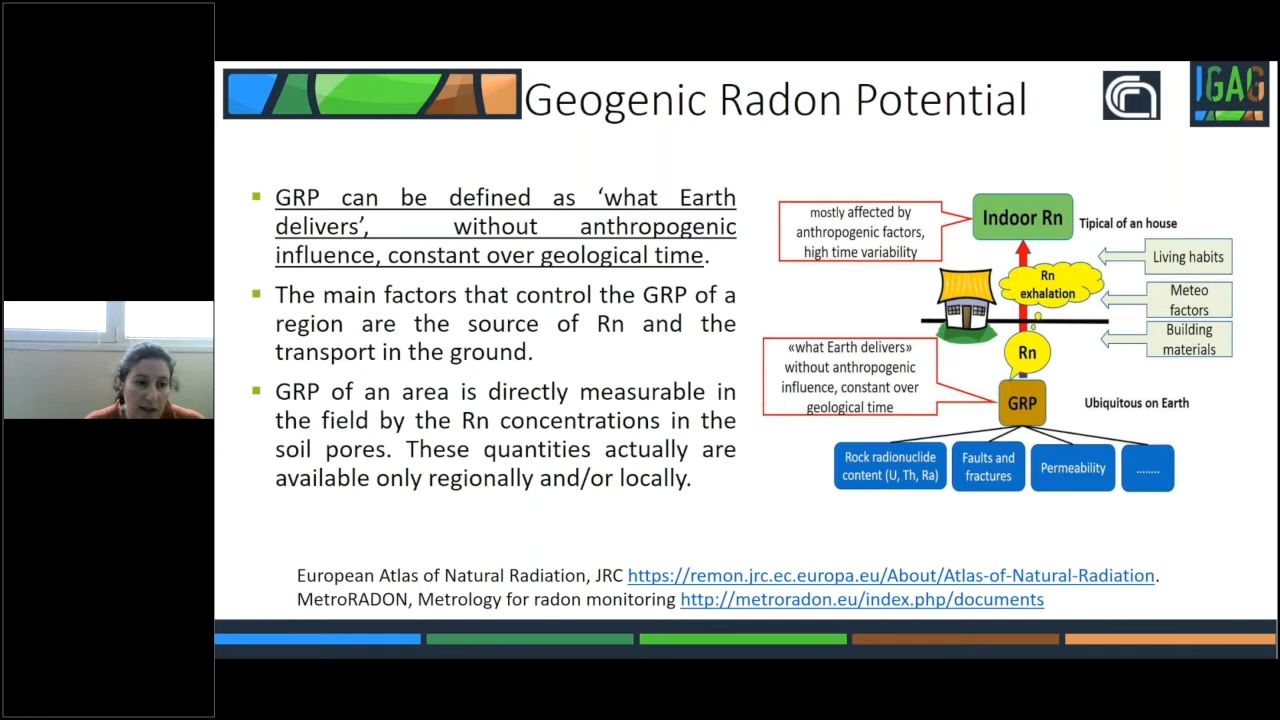 Geogenic Radon Potential
IGAG
GRP can be defined as ‘what Earth
delivers’, without anthropogenic
influence, constant over geological time.
The main factors that control the GRP of a
region are the source of Rn and the
transport in the ground.
GRP of an area is directly measurable in
the field by the Rn concentrations in the
soil pores. These quantities actually are
available only regionally and/or locally.
mostly affected by
anthropogenic factors,
high time variability
Indoor Rn
Tipical of an house
Living habits
Rn
exhalation
Meteo
factors
Building
materials
Rn
«what Earth delivers»
without anthropogenic
influence, constant over
geological time
GRP
Ubiquitous on Earth
Rock radionuclide
content (U, Th, Ra)
Faults and
fractures
Permeability
........
European Atlas of Natural Radiation, JRC https://remon.jrc.ec.europa.eu/About/Atlas-of-Natural-Radiation.
MetroRADON, Metrology for radon monitoring http://metroradon.eu/index.php/documents